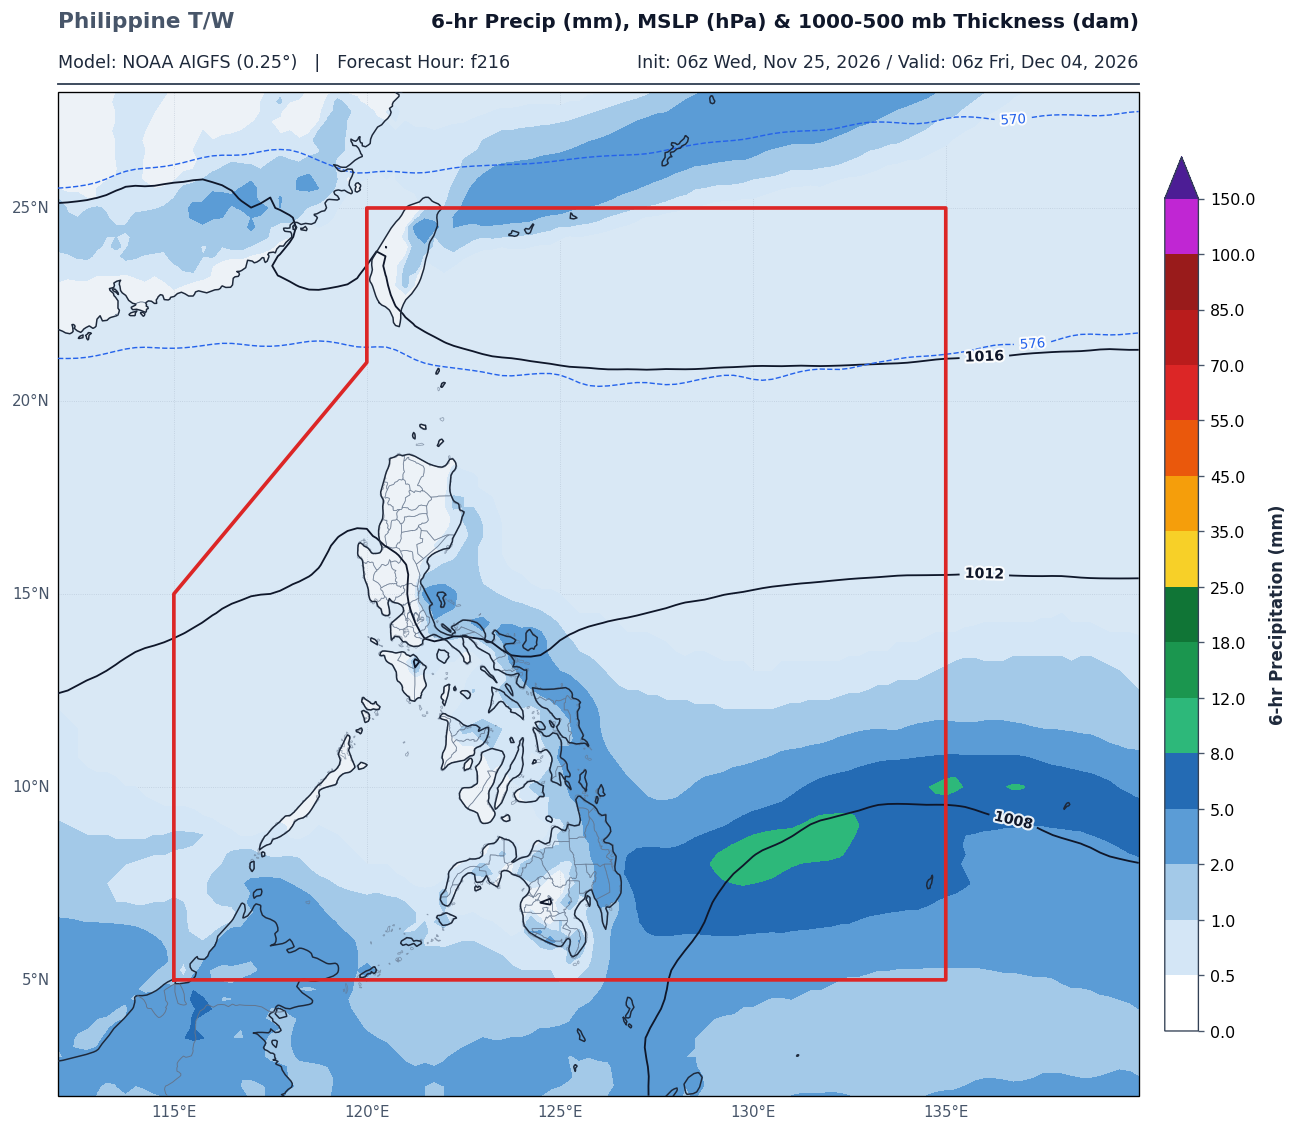 Philippine T/W
6-hr Precip (mm), MSLP (hPa) & 1000-500 mb Thickness (dam)
Model: NOAA AIGFS (0.25°) | Forecast Hour: f216
Init: 06z Wed, Nov 25, 2026 / Valid: 06z Fri, Dec 04, 2026
570
576
1016
1012
1008
25°N
20°N
15°N
10°N
5°N
115°E
120°E
125°E
130°E
135°E
150.0
100.0
85.0
70.0
55.0
45.0
35.0
25.0
18.0
12.0
8.0
5.0
2.0
1.0
0.5
0.0
6-hr Precipitation (mm)